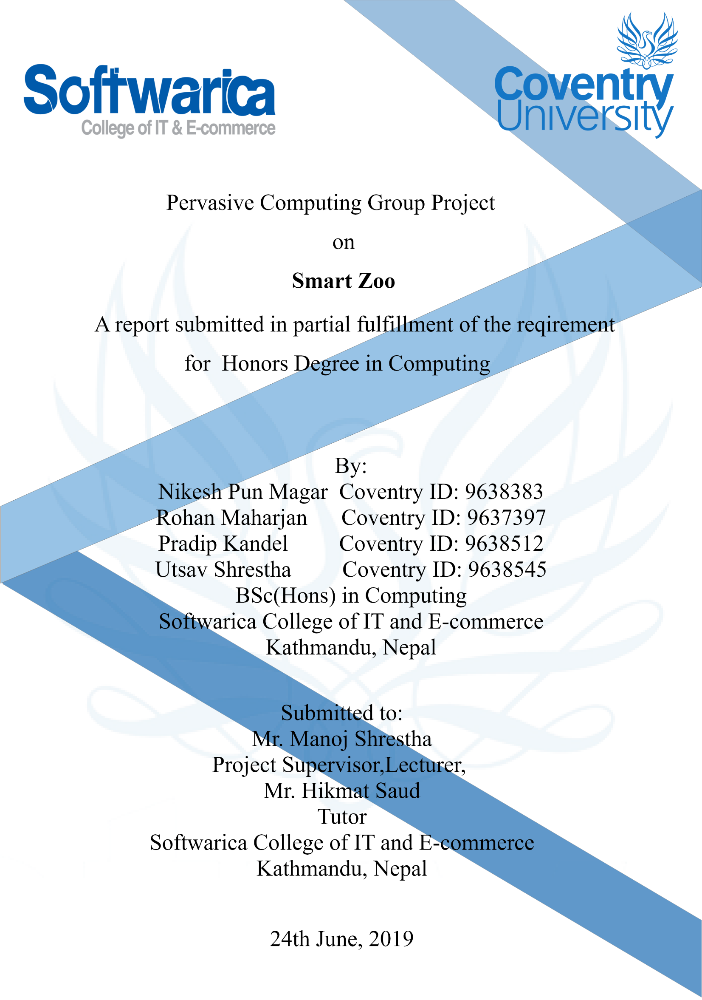 Softwarica
College of IT & E-commerce
Coventry
University
Pervasive Computing Group Project
on
Smart Zoo
A report submitted in partial fulfillment of the reqirement
for Honors Degree in Computing
By:
Nikesh Pun Magar Coventry ID: 9638383
Rohan Maharjan Coventry ID: 9637397
Pradip Kandel Coventry ID: 9638512
Utsav Shrestha Coventry ID: 9638545
BSc(Hons) in Computing
Softwarica College of IT and E-commerce
Kathmandu, Nepal
Submitted to:
Mr. Manoj Shrestha
Project Supervisor,Lecturer,
Mr. Hikmat Saud
Tutor
Softwarica College of IT and E-commerce
Kathmandu, Nepal
24th June, 2019